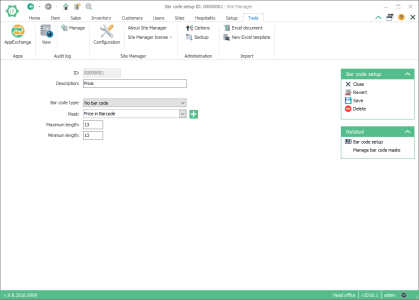 Bar code setup ID: 00000001 - Site Manager
Home Item Sales Inventory Customers Users Sites Hospitality Setup Tools
AppExchange
View
Manage
Configuration
About Site Manager
Site Manager license
Options
Backup
Excel document
New Excel template
Apps Audit log Site Manager Administration Import
ID: 00000001
Description: Price
Bar code type: No bar code
Mask: Price in Barcode
Maximum length: 13
Minimum length: 13
Bar code setup
Close
Revert
Save
Delete
Related
Bar code setup
Manage bar code masks
Head office v2016.1 admin